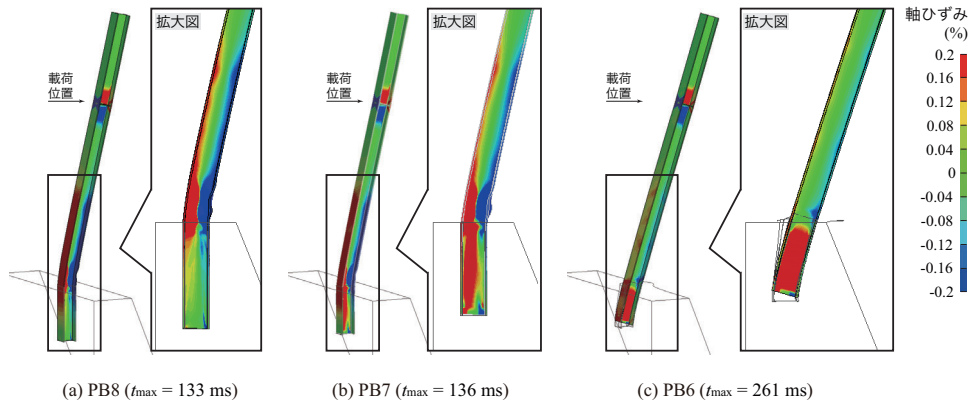 拡大図
載荷
位置
(a) PB8 (tmax = 133 ms)
拡大図
載荷
位置
(b) PB7 (tmax = 136 ms)
拡大図
載荷
位置
(c) PB6 (tmax = 261 ms)
軸ひずみ
(%)
0.2
0.16
0.12
0.08
0.04
0
-0.04
-0.08
-0.12
-0.16
-0.2